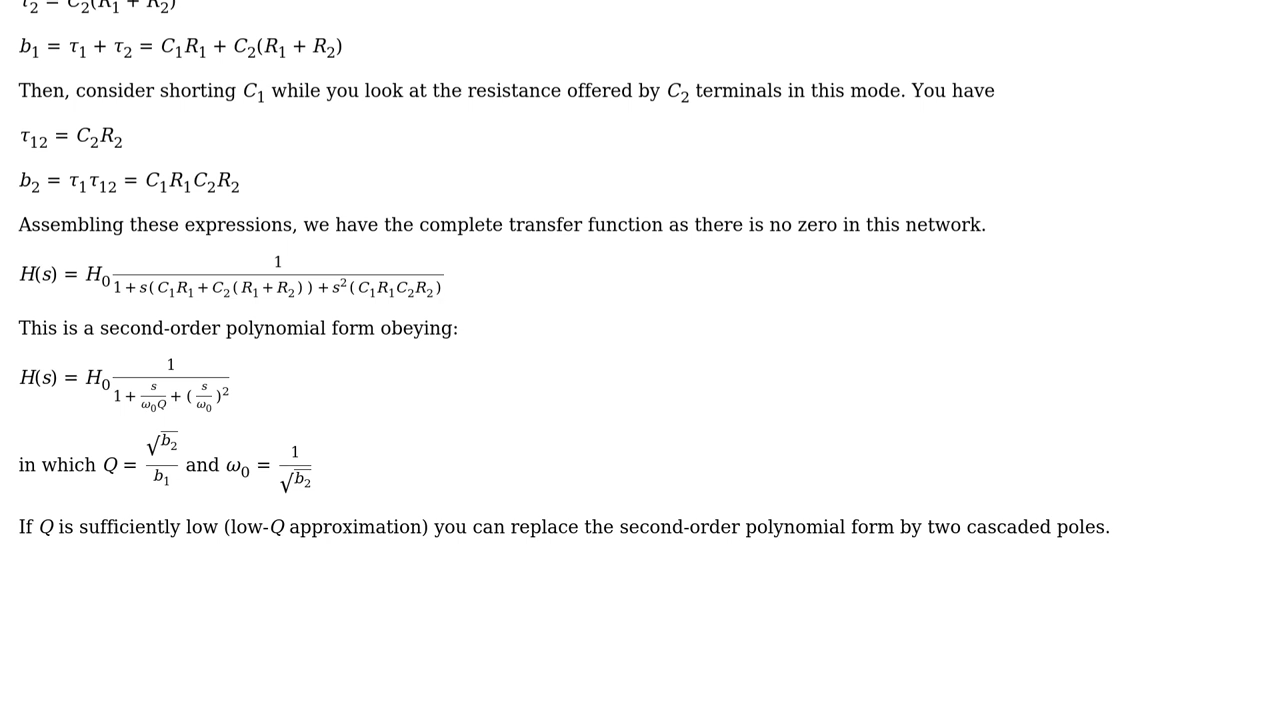 τ₂ = C₂(R₁ + R₂)
b₁ = τ₁ + τ₂ = C₁R₁ + C₂(R₁ + R₂)
Then, consider shorting C₁ while you look at the resistance offered by C₂ terminals in this mode. You have
τ₁₂ = C₂R₂
b₂ = τ₁τ₁₂ = C₁R₁C₂R₂
Assembling these expressions, we have the complete transfer function as there is no zero in this network.
H(s) = H₀ 1/(1+s(C₁R₁+C₂(R₁+R₂))+s²(C₁R₁C₂R₂))
This is a second-order polynomial form obeying:
H(s) = H₀ 1/(1+s/(ω₀Q)+(s/ω₀)²)
in which Q = √b₂/b₁ and ω₀ = 1/√b₂
If Q is sufficiently low (low-Q approximation) you can replace the second-order polynomial form by two cascaded poles.